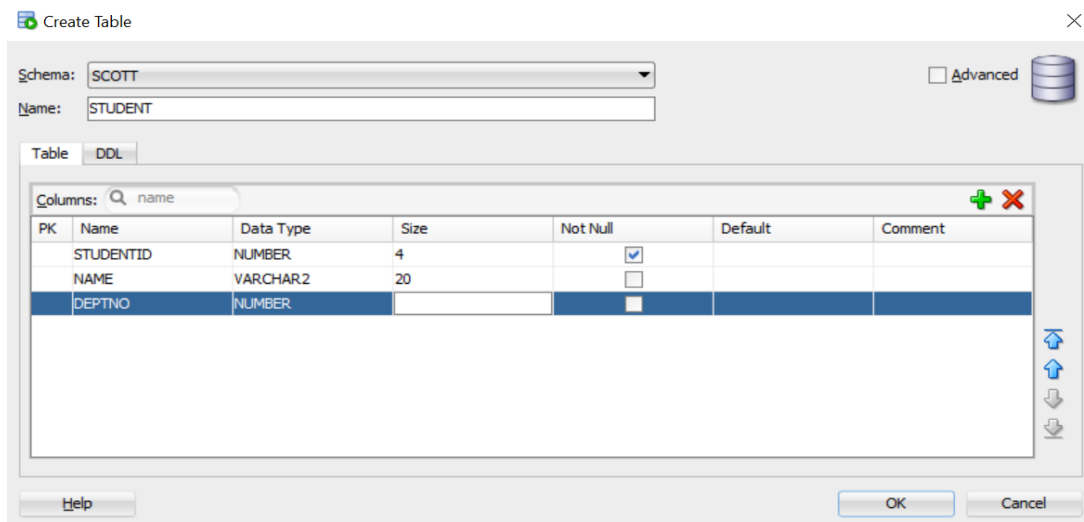 Create Table
Schema: SCOTT
Advanced
Name: STUDENT
Table DDL
Columns: name
PK Name Data Type Size Not Null Default Comment
STUDENTID NUMBER 4
NAME VARCHAR2 20
DEPTNO NUMBER
Help OK Cancel